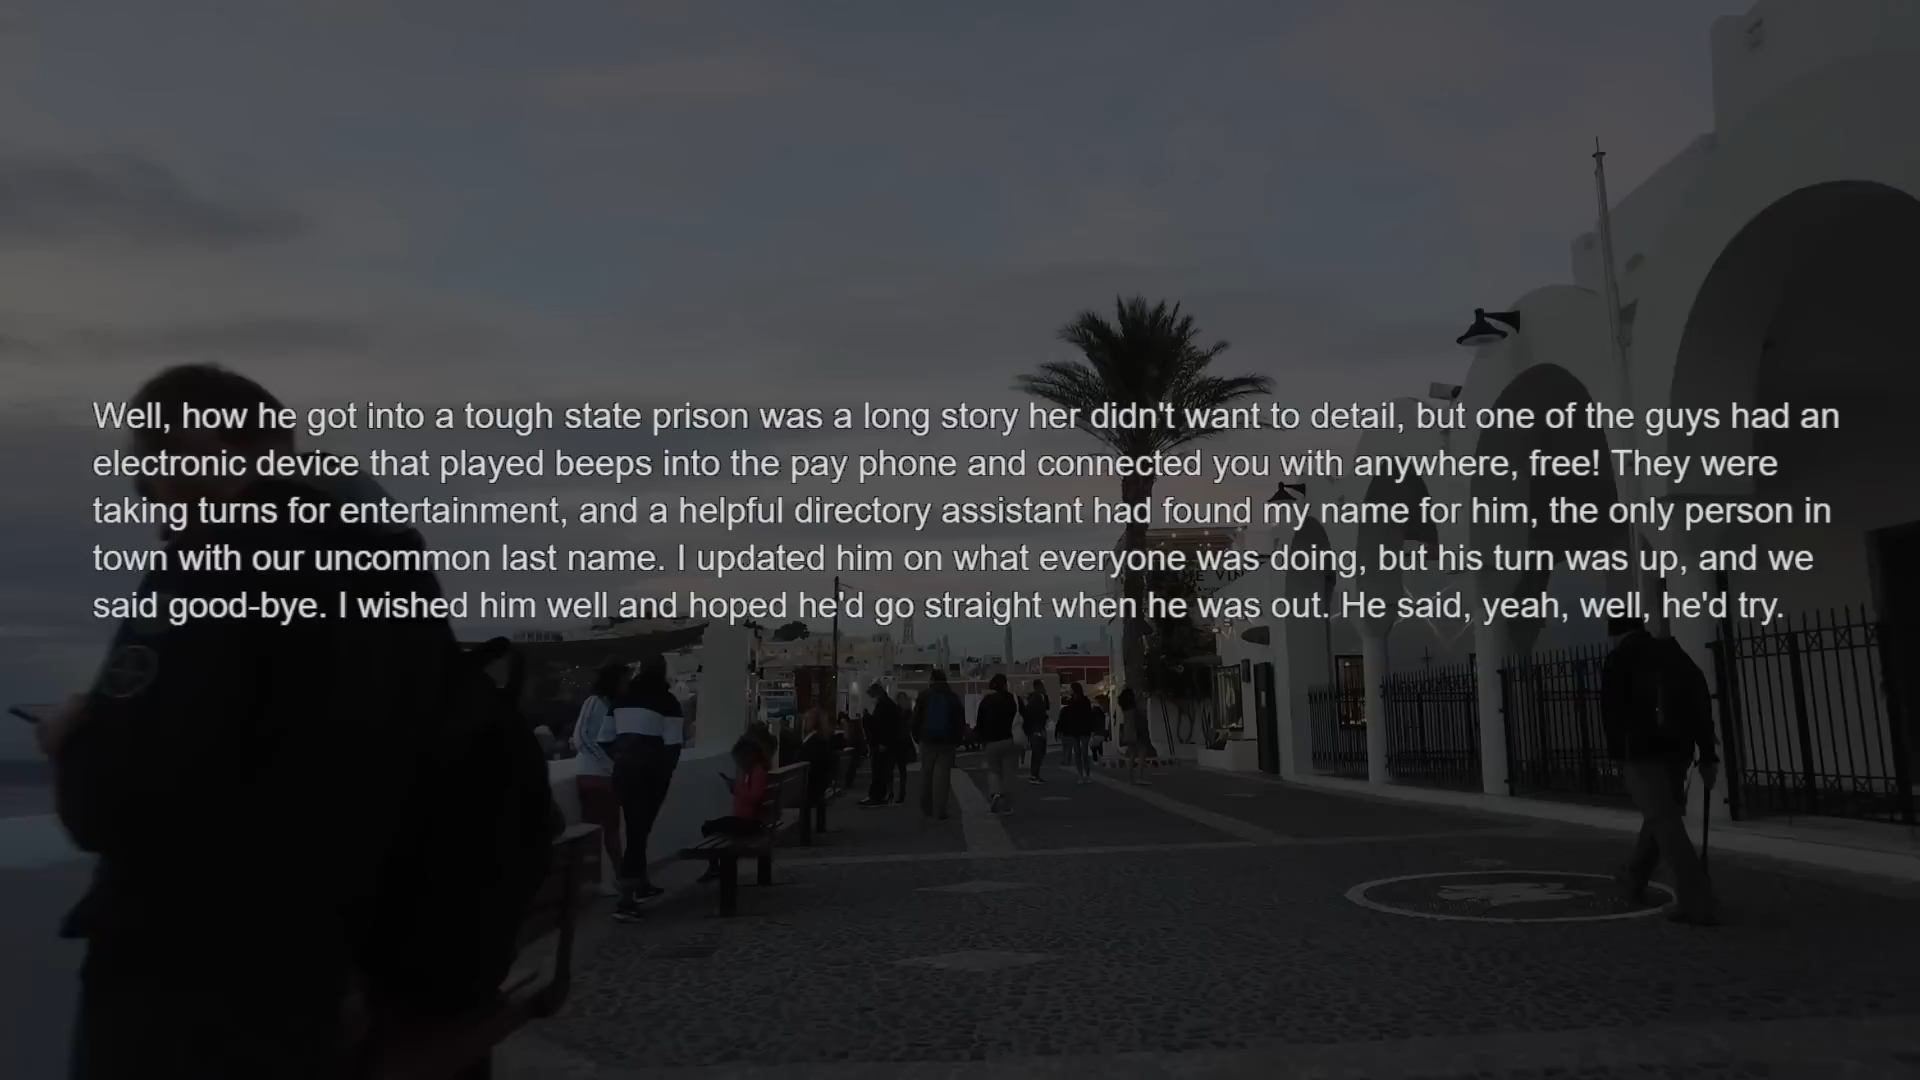 Well, how he got into a tough state prison was a long story her didn't want to detail, but one of the guys had an
electronic device that played beeps into the pay phone and connected you with anywhere, free! They were
taking turns for entertainment, and a helpful directory assistant had found my name for him, the only person in
town with our uncommon last name. I updated him on what everyone was doing, but his turn was up, and we
said good-bye. I wished him well and hoped he'd go straight when he was out. He said, yeah, well, he'd try.